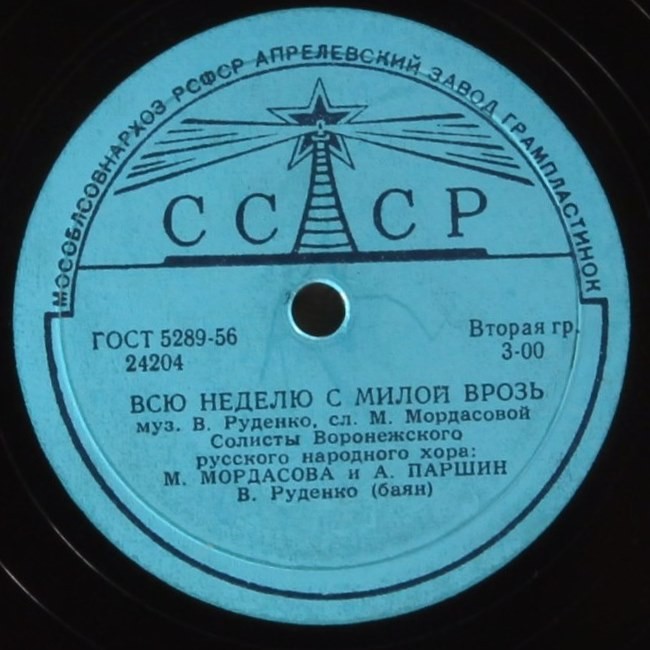 МОСОБЛСОВНАРХОЗ РСФСР АПРЕЛЕВСКИЙ ЗАВОД ГРАМПЛАСТИНОК
СССР
ГОСТ 5289-56
24204
Вторая гр.
3-00
ВСЮ НЕДЕЛЮ С МИЛОЙ ВРОЗЬ
муз. В. Руденко, сл. М. Мордасовой
Солисты Воронежского
русского народного хора:
М. МОРДАСОВА и А. ПАРШИН
В. Руденко (баян)